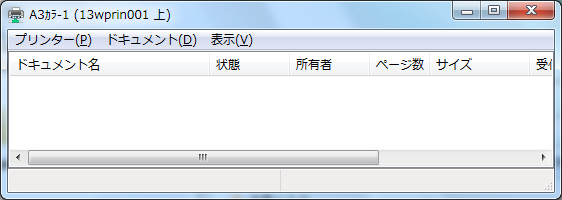 A3ｶﾗｰ-1 (13wprin001 上)
プリンター(P) ドキュメント(D) 表示(V)
ドキュメント名 状態 所有者 ページ数 サイズ 受